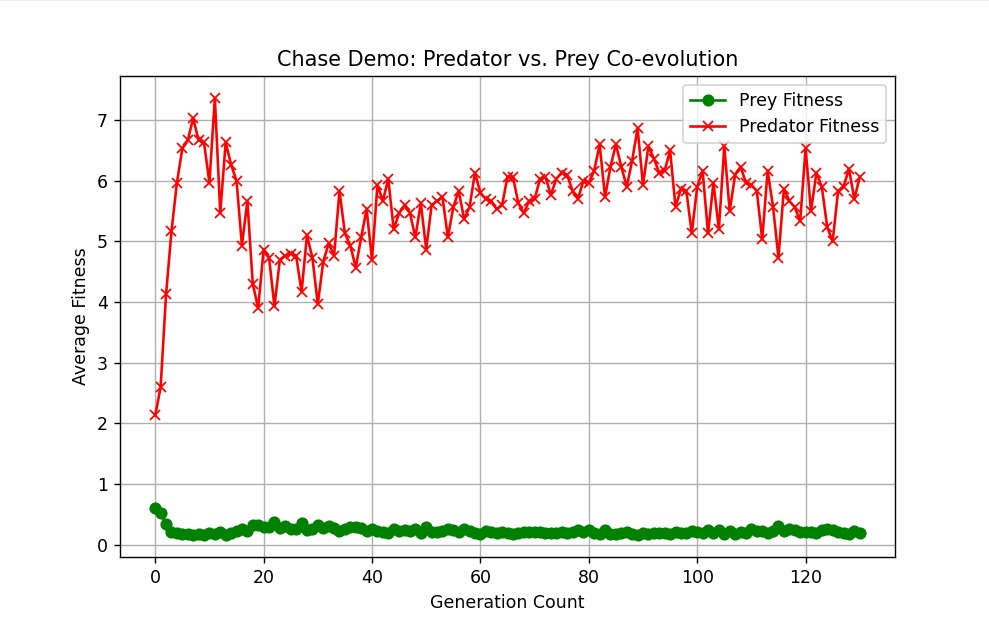 Chase Demo: Predator vs. Prey Co-evolution
Prey Fitness
Predator Fitness
Average Fitness
7
6
5
4
3
2
1
0
0 20 40 60 80 100 120
Generation Count